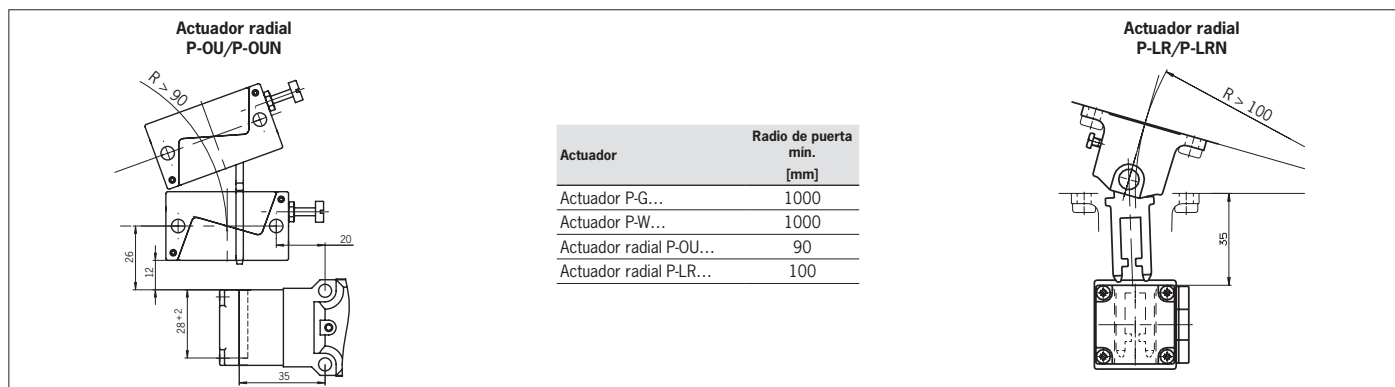 Actuador radial
P-OU/P-OUN
R > 90
20
26
12
28+2
35
Actuador
Radio de puerta
mín.
[mm]
Actuador P-G… 1000
Actuador P-W… 1000
Actuador radial P-OU… 90
Actuador radial P-LR… 100
Actuador radial
P-LR/P-LRN
R > 100
35